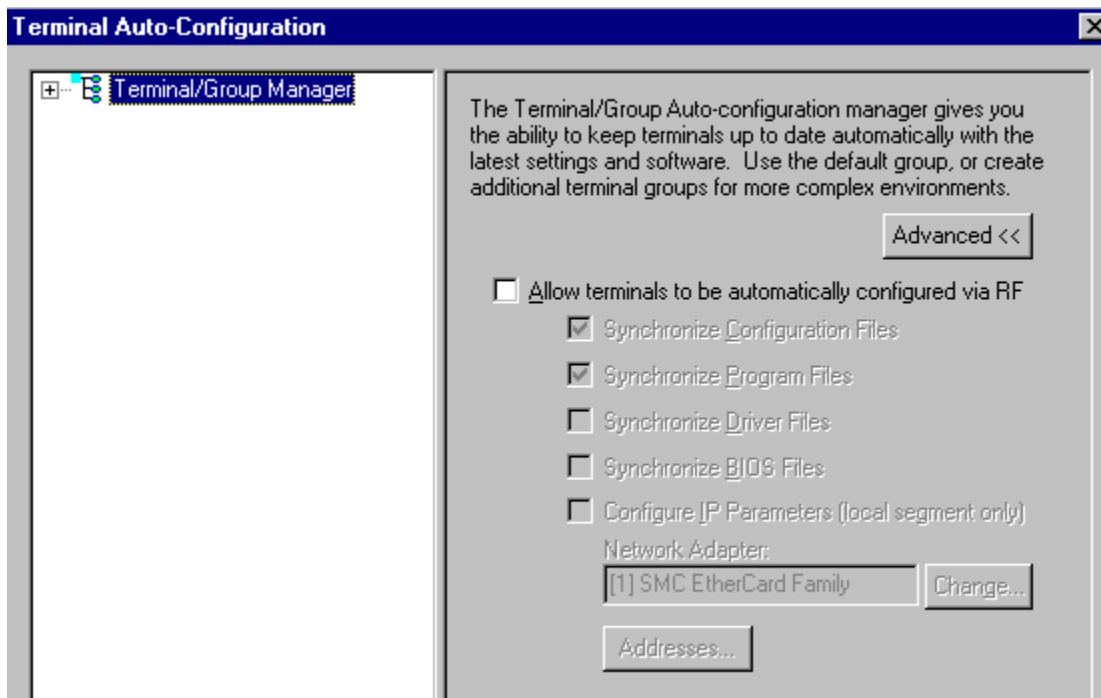 Terminal Auto-Configuration
Terminal/Group Manager
The Terminal/Group Auto-configuration manager gives you
the ability to keep terminals up to date automatically with the
latest settings and software.  Use the default group, or create
additional terminal groups for more complex environments.
Advanced <<
Allow terminals to be automatically configured via RF
Synchronize Configuration Files
Synchronize Program Files
Synchronize Driver Files
Synchronize BIOS Files
Configure IP Parameters (local segment only)
Network Adapter:
[1] SMC EtherCard Family
Change...
Addresses...